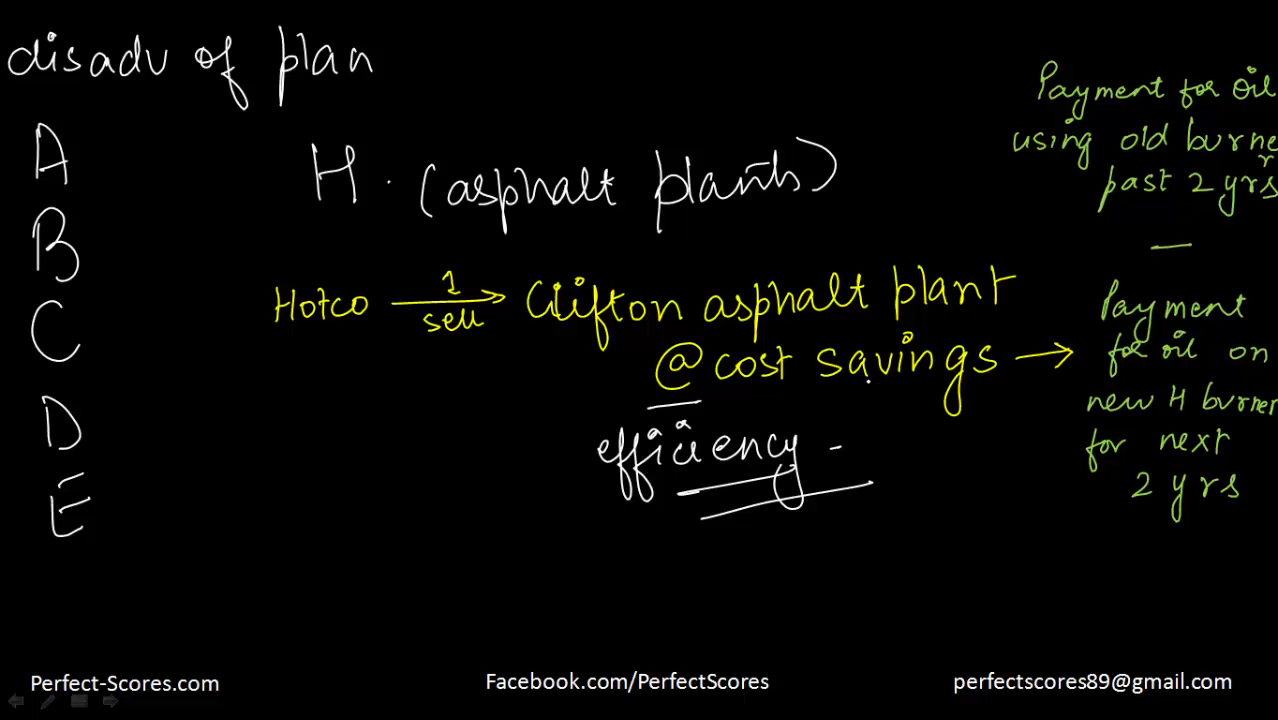 disadv of plan
A
B
C
D
E
H. (asphalt plants)
Hotco 1 sell → Clifton asphalt plant
@ cost savings →
efficiency -
Payment for oil
using old burner
past 2 yrs
—
Payment
for oil on
new H burner
for next
2 yrs
Perfect-Scores.com
Facebook.com/PerfectScores
perfectscores89@gmail.com